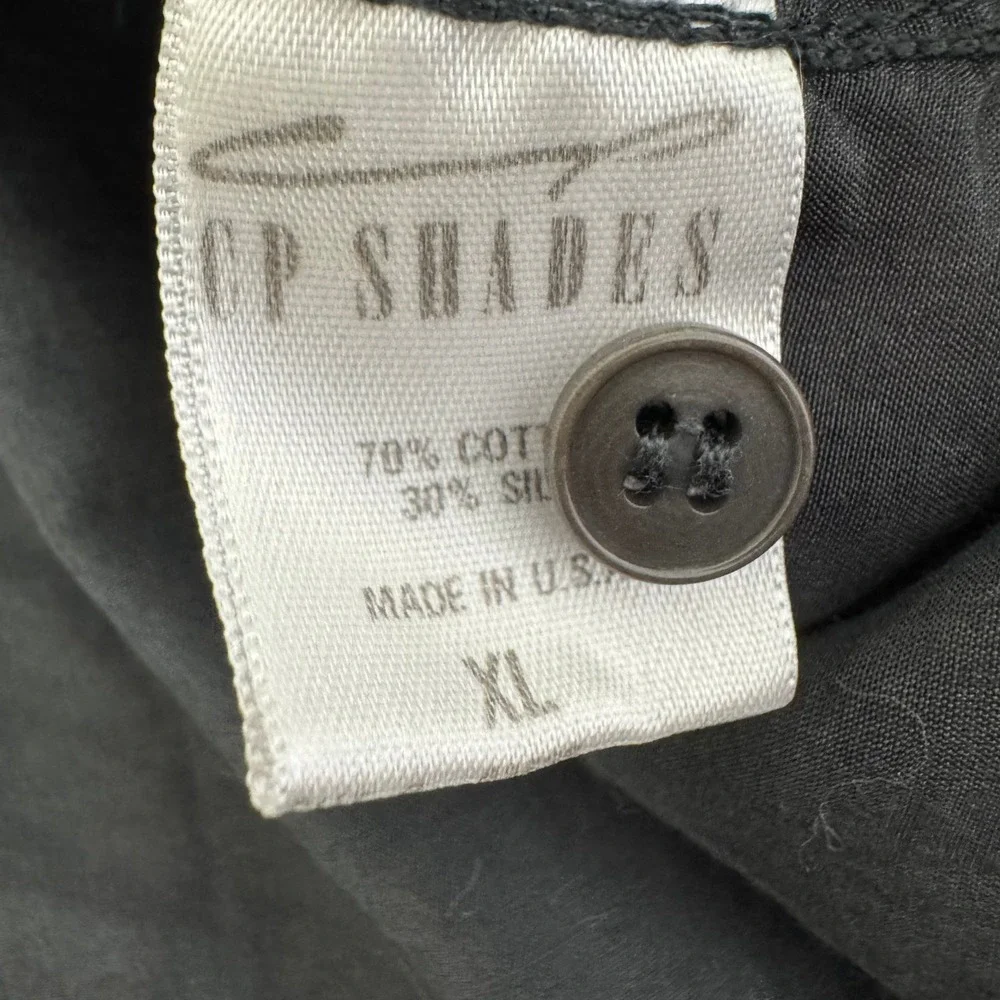 CP SHADES
70% COTT
30% SIL
MADE IN U.S.
XL